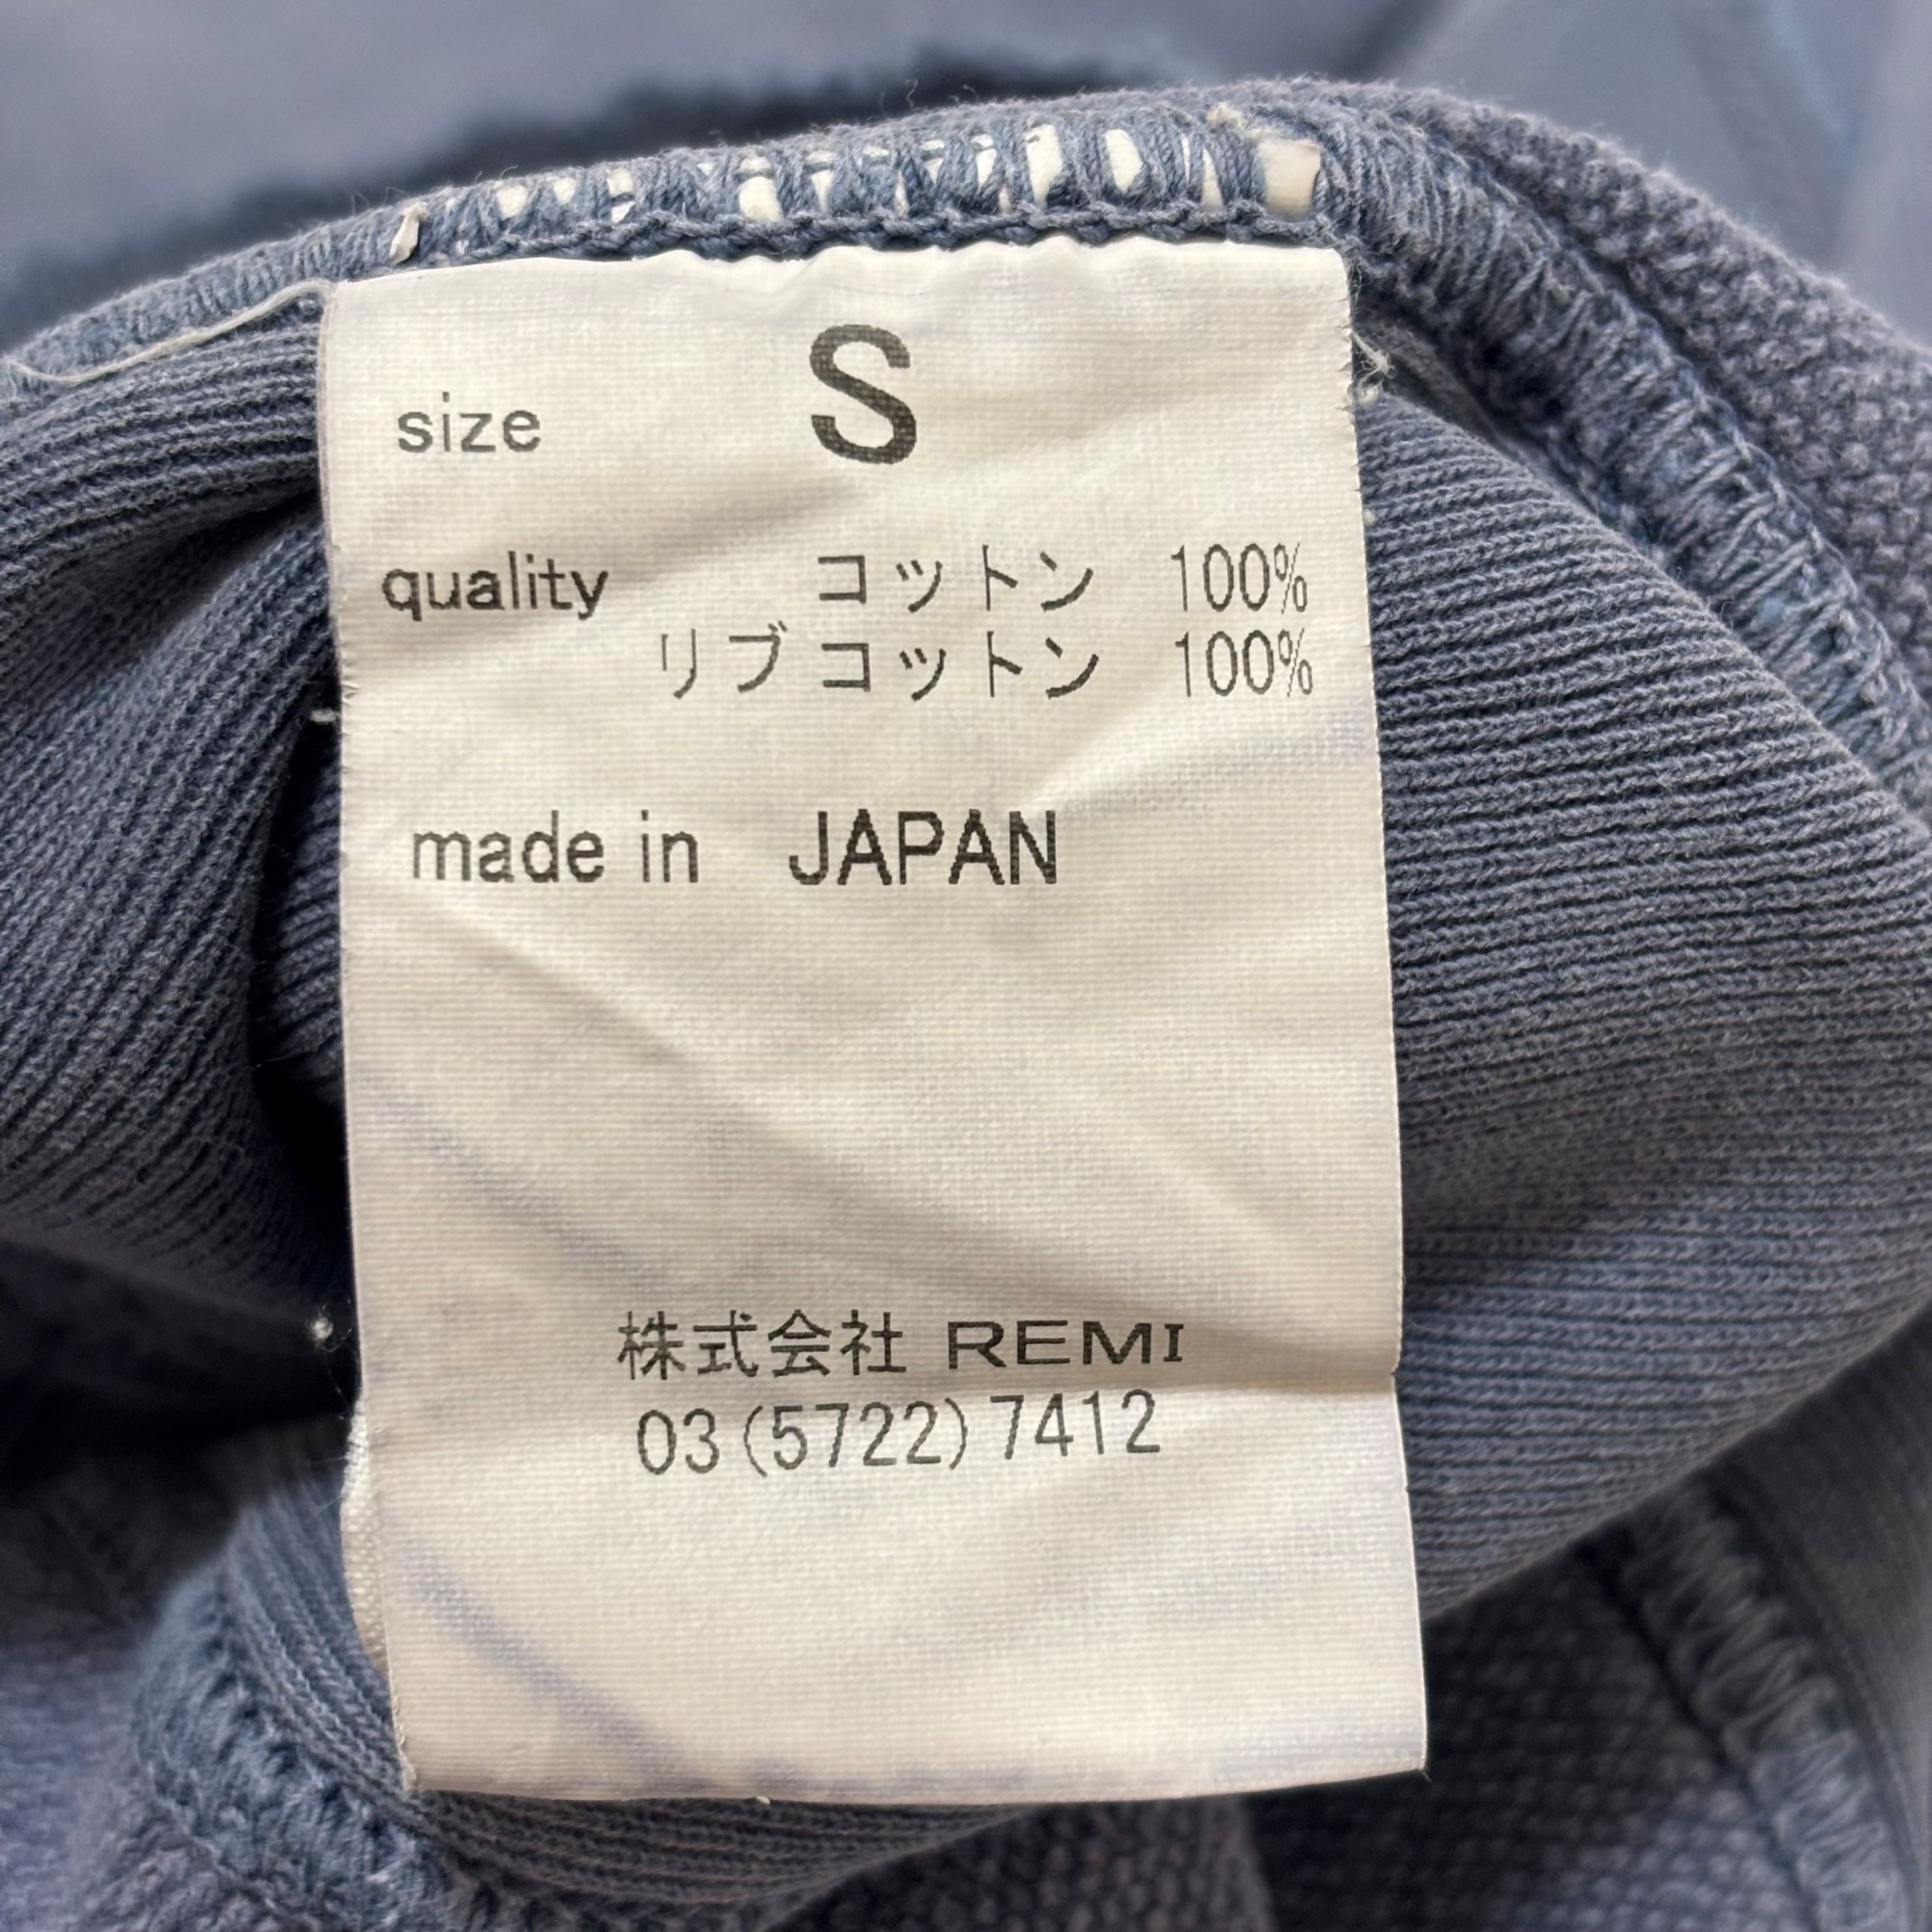 size S
quality コットン 100%
リブコットン 100%
made in JAPAN
株式会社 REMI
03(5722)7412